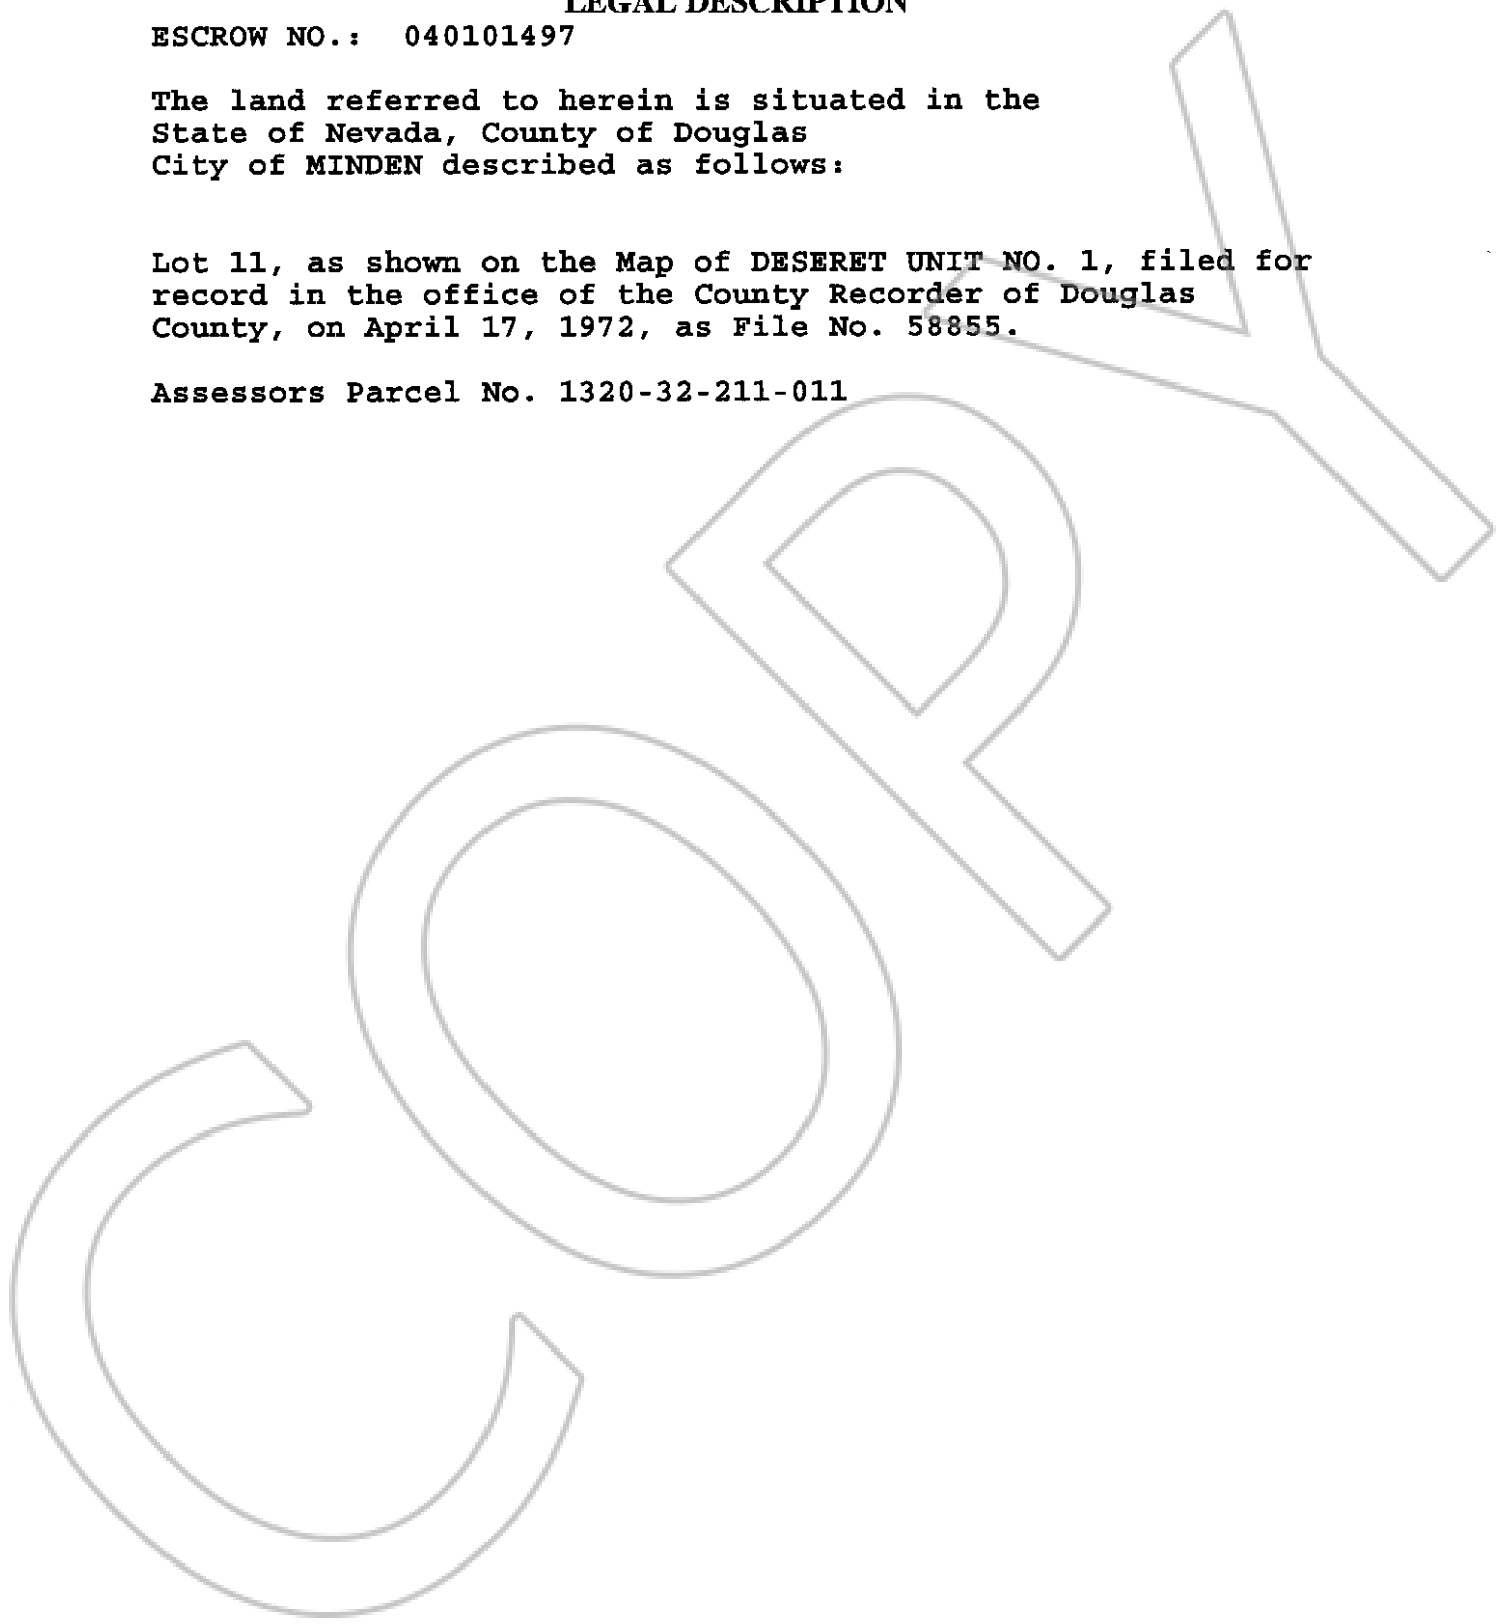 LEGAL DESCRIPTION
ESCROW NO.: 040101497
The land referred to herein is situated in the
State of Nevada, County of Douglas
City of MINDEN described as follows:
Lot 11, as shown on the Map of DESERET UNIT NO. 1, filed for
record in the office of the County Recorder of Douglas
County, on April 17, 1972, as File No. 58855.
Assessors Parcel No. 1320-32-211-011
COPY